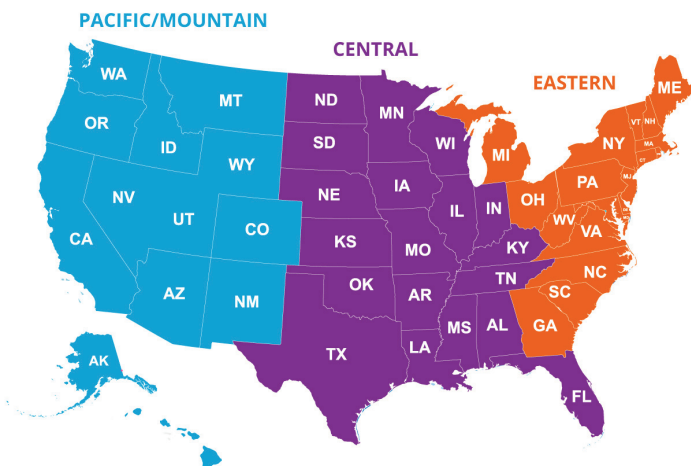 PACIFIC/MOUNTAIN
CENTRAL
EASTERN
WA
MT
ND
MN
ME
OR
ID
SD
WI
MI
VT
NH
NY
MA
CT
WY
NE
IA
PA
NJ
NV
UT
CO
IL
IN
OH
WV
VA
CA
KS
MO
KY
AZ
NM
OK
AR
TN
NC
SC
MS
AL
GA
TX
LA
AK
FL